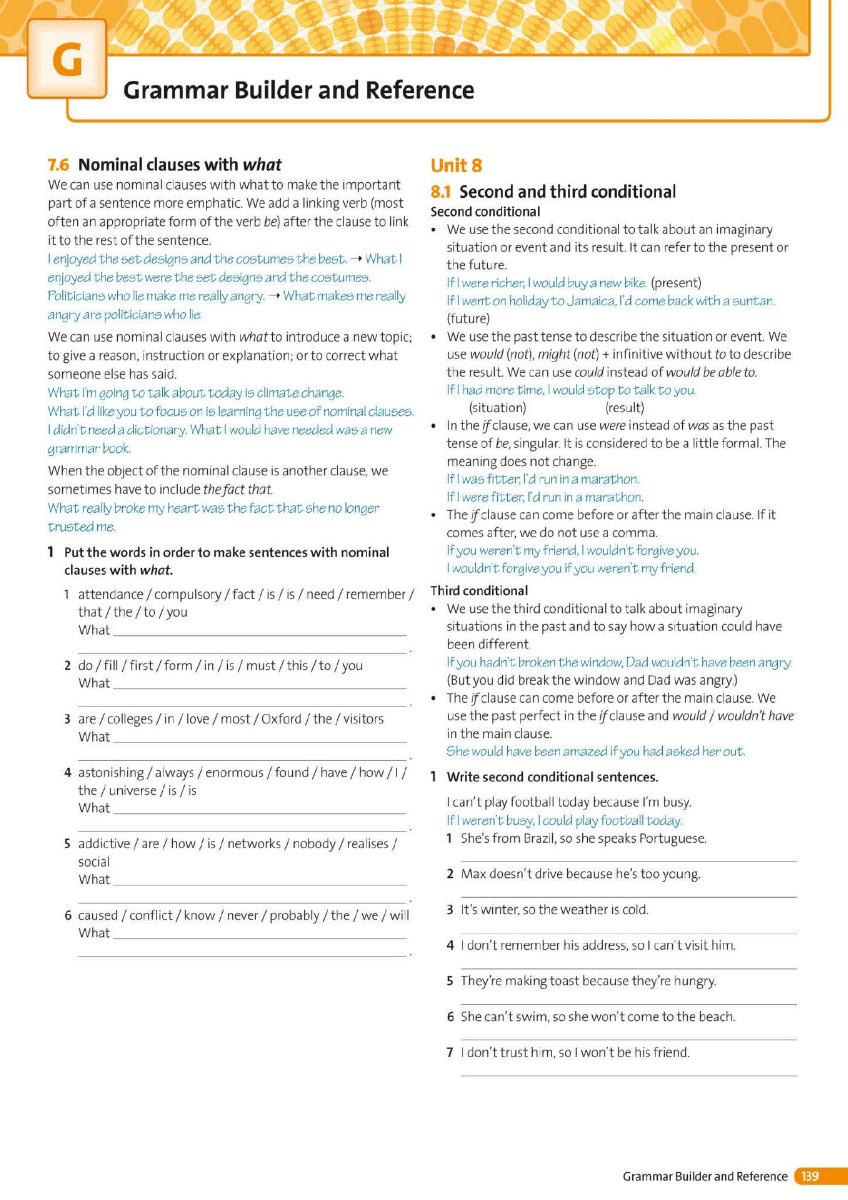 G
Grammar Builder and Reference
7.6 Nominal clauses with what
We can use nominal clauses with what to make the important
part of a sentence more emphatic. We add a linking verb (most
often an appropriate form of the verb be) after the clause to link
it to the rest of the sentence.
I enjoyed the set designs and the costumes the best. → What I
enjoyed the best were the set designs and the costumes.
Politicians who lie make me really angry. → What makes me really
angry are politicians who lie.
We can use nominal clauses with what to introduce a new topic;
to give a reason, instruction or explanation; or to correct what
someone else has said.
What I'm going to talk about today is climate change.
What I'd like you to focus on is learning the use of nominal clauses.
I didn't need a dictionary. What I would have needed was a new
grammar book.
When the object of the nominal clause is another clause, we
sometimes have to include the fact that.
What really broke my heart was the fact that she no longer
trusted me.
1 Put the words in order to make sentences with nominal
clauses with what.
1 attendance / compulsory / fact / is / is / need / remember /
that / the / to / you
What
.
2 do / fill / first / form / in / is / must / this / to / you
What
.
3 are / colleges / in / love / most / Oxford / the / visitors
What
.
4 astonishing / always / enormous / found / have / how / I /
the / universe / is / is
What
.
5 addictive / are / how / is / networks / nobody / realises /
social
What
.
6 caused / conflict / know / never / probably / the / we / will
What
.
Unit 8
8.1 Second and third conditional
Second conditional
• We use the second conditional to talk about an imaginary
situation or event and its result. It can refer to the present or
the future.
If I were richer, I would buy a new bike. (present)
If I went on holiday to Jamaica, I'd come back with a suntan.
(future)
• We use the past tense to describe the situation or event. We
use would (not), might (not) + infinitive without to to describe
the result. We can use could instead of would be able to.
If I had more time, I would stop to talk to you.
(situation) (result)
• In the if clause, we can use were instead of was as the past
tense of be, singular. It is considered to be a little formal. The
meaning does not change.
If I was fitter, I'd run in a marathon.
If I were fitter, I'd run in a marathon.
• The if clause can come before or after the main clause. If it
comes after, we do not use a comma.
If you weren't my friend, I wouldn't forgive you.
I wouldn't forgive you if you weren't my friend.
Third conditional
• We use the third conditional to talk about imaginary
situations in the past and to say how a situation could have
been different.
If you hadn't broken the window, Dad wouldn't have been angry.
(But you did break the window and Dad was angry.)
• The if clause can come before or after the main clause. We
use the past perfect in the if clause and would / wouldn't have
in the main clause.
She would have been amazed if you had asked her out.
1 Write second conditional sentences.
I can't play football today because I'm busy.
If I weren't busy, I could play football today.
1 She's from Brazil, so she speaks Portuguese.
2 Max doesn't drive because he's too young.
3 It's winter, so the weather is cold.
4 I don't remember his address, so I can't visit him.
5 They're making toast because they're hungry.
6 She can't swim, so she won't come to the beach.
7 I don't trust him, so I won't be his friend.
Grammar Builder and Reference 139